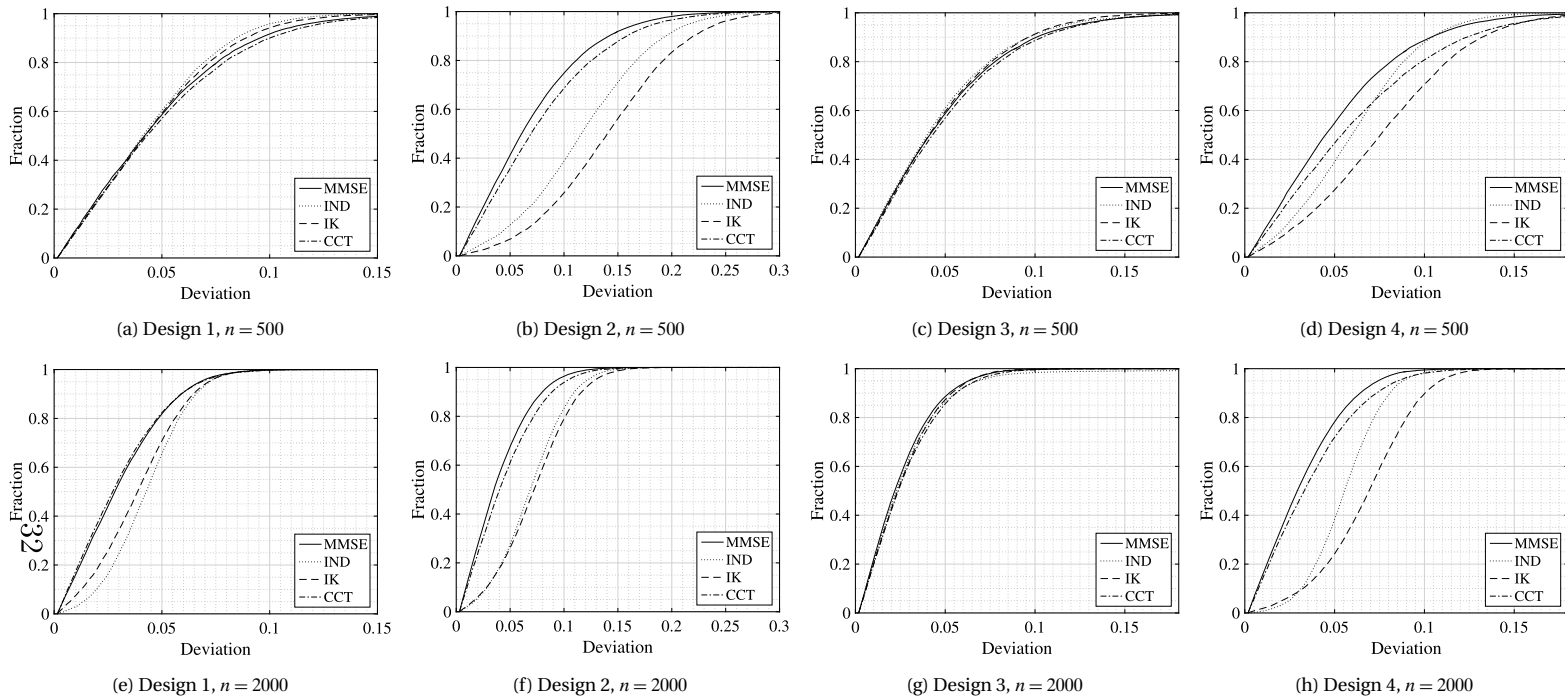 1
0.8
0.6
0.4
0.2
0
Fraction
0 0.05 0.1 0.15
Deviation
MMSE
IND
IK
CCT
(a) Design 1, n = 500
1
0.8
0.6
0.4
0.2
0
Fraction
0 0.05 0.1 0.15 0.2 0.25 0.3
Deviation
MMSE
IND
IK
CCT
(b) Design 2, n = 500
1
0.8
0.6
0.4
0.2
0
Fraction
0 0.05 0.1 0.15
Deviation
MMSE
IND
IK
CCT
(c) Design 3, n = 500
1
0.8
0.6
0.4
0.2
0
Fraction
0 0.05 0.1 0.15
Deviation
MMSE
IND
IK
CCT
(d) Design 4, n = 500
1
0.8
0.6
0.4
0.2
0
Fraction
32
0 0.05 0.1 0.15
Deviation
MMSE
IND
IK
CCT
(e) Design 1, n = 2000
1
0.8
0.6
0.4
0.2
0
Fraction
0 0.05 0.1 0.15 0.2 0.25 0.3
Deviation
MMSE
IND
IK
CCT
(f) Design 2, n = 2000
1
0.8
0.6
0.4
0.2
0
Fraction
0 0.05 0.1 0.15
Deviation
MMSE
IND
IK
CCT
(g) Design 3, n = 2000
1
0.8
0.6
0.4
0.2
0
Fraction
0 0.05 0.1 0.15
Deviation
MMSE
IND
IK
CCT
(h) Design 4, n = 2000